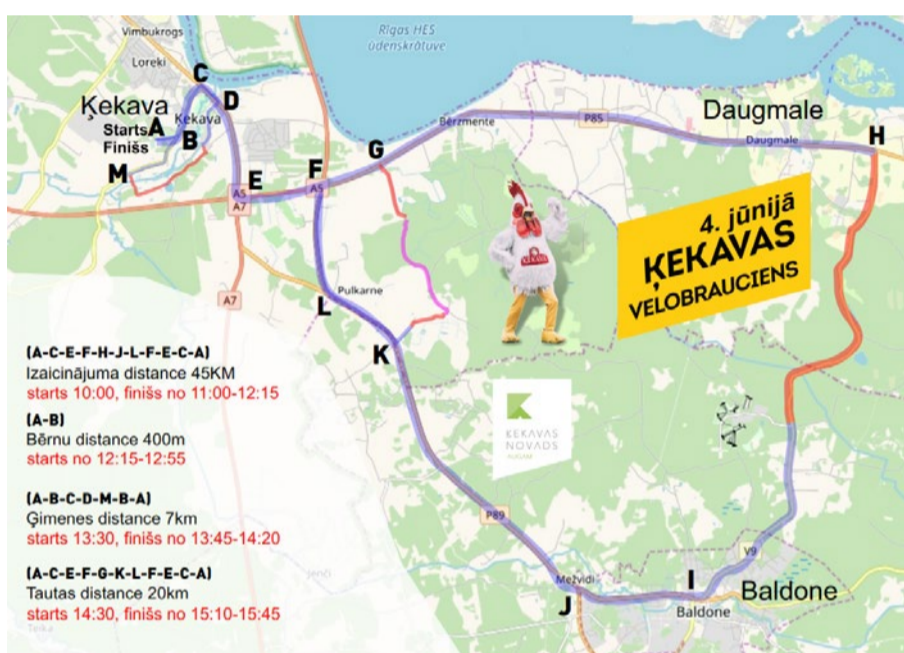 Rīgas HES
ūdenskrātuve
Vimbukrogs
Loreki
C
D
Ķekava
Ķekava
Starts
A
Finišs
B
M
Bērzmente
P85
Daugmale
Daugmale
H
G
F
E
A5
A7
A5
A7
4. jūnijā
ĶEKAVAS
VELOBRAUCIENS
Pulkarne
L
K
(A-C-E-F-H-J-L-F-E-C-A)
Izaicinājuma distance 45KM
starts 10:00, finišs no 11:00-12:15
(A-B)
Bērnu distance 400m
starts no 12:15-12:55
(A-B-C-D-M-B-A)
Ģimenes distance 7km
starts 13:30, finišs no 13:45-14:20
(A-C-E-F-G-K-L-F-E-C-A)
Tautas distance 20km
starts 14:30, finišs no 15:10-15:45
ĶEKAVAS
NOVADS
P89
V9
Mežvidi
J
I
Baldone
Baldone